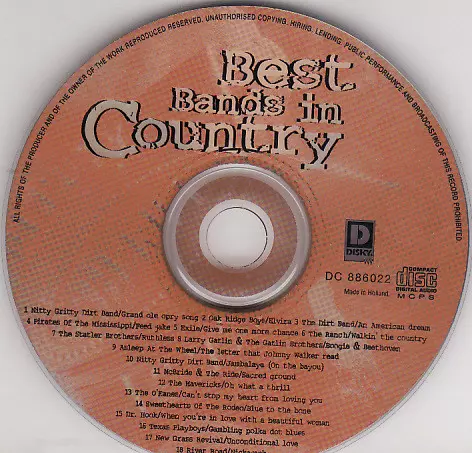 ALL RIGHTS OF THE PRODUCER AND OF THE OWNER OF THE WORK REPRODUCED RESERVED. UNAUTHORISED COPYING, HIRING, LENDING, PUBLIC PERFORMANCE AND BROADCASTING OF THIS RECORD PROHIBITED.
Best
Bands in
Country
D
DISKY
DC 886022
COMPACT
disc
DIGITAL AUDIO
Made in Holland.
MCPS
1 Nitty Gritty Dirt Band/Grand ole opry song 2 Oak Ridge Boys/Elvira 3 The Dirt Band/An American dream
4 Pirates Of The Mississippi/Feed jake 5 Exile/Give me one more chance 6 The Ranch/Walkin' the country
7 The Statler Brothers/Ruthless 8 Larry Gatlin & The Gatlin Brothers/Boogie & Beethoven
9 Asleep At The Wheel/The letter that Johnny Walker read
10 Nitty Gritty Dirt Band/Jambalaya (On the bayou)
11 McBride & The Ride/Sacred ground
12 The Mavericks/Oh what a thrill
13 The O'Kanes/Can't stop my heart from loving you
14 Sweethearts Of The Rodeo/Blue to the bone
15 Dr. Hook/When you're in love with a beautiful woman
16 Texas Playboys/Gambling polka dot blues
17 New Grass Revival/Unconditional love
18 River Road/